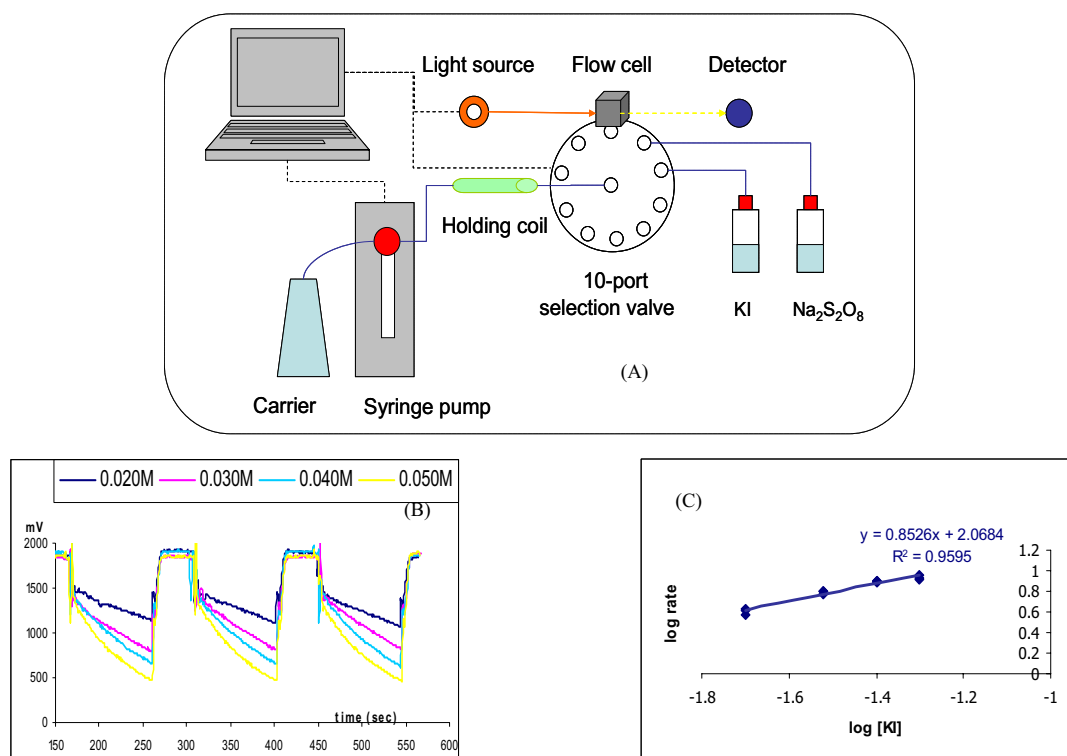 Light source
Flow cell
Detector
Holding coil
10-port
selection valve
KI
Na₂S₂O₈
(A)
Carrier
Syringe pump
0.020M 0.030M 0.040M 0.050M
(B)
mV
2000
1500
1000
500
0
time (sec)
150 200 250 300 350 400 450 500 550 600
(C)
y = 0.8526x + 2.0684
R² = 0.9595
1.2
1
0.8
0.6
0.4
0.2
0
log rate
-1.8 -1.6 -1.4 -1.2 -1
log [KI]